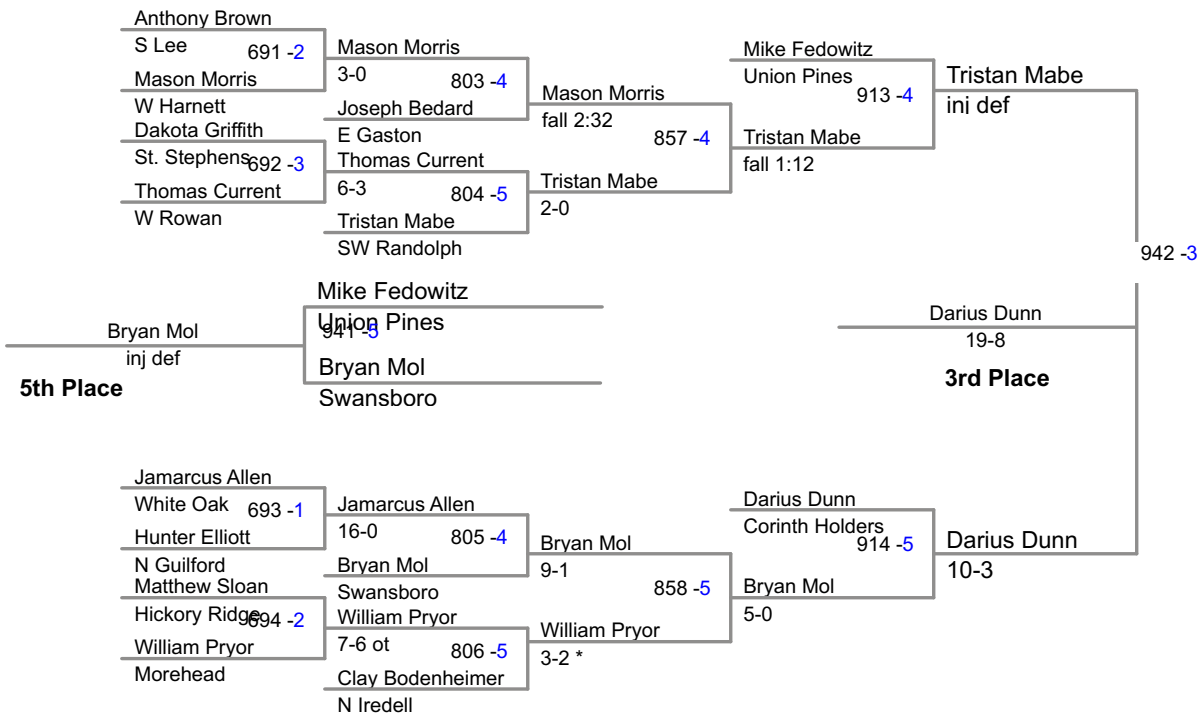 Anthony Brown
S Lee
691 -2
Mason Morris
W Harnett
Dakota Griffith
St. Stephens
692 -3
Thomas Current
W Rowan
Mason Morris
3-0
803 -4
Joseph Bedard
E Gaston
Thomas Current
6-3
804 -5
Tristan Mabe
SW Randolph
Mason Morris
fall 2:32
857 -4
Tristan Mabe
2-0
Mike Fedowitz
Union Pines
913 -4
Tristan Mabe
fall 1:12
Tristan Mabe
inj def
942 -3
Mike Fedowitz
Union Pines
941 -5
Bryan Mol
Swansboro
Bryan Mol
inj def
5th Place
Darius Dunn
19-8
3rd Place
Jamarcus Allen
White Oak
693 -1
Hunter Elliott
N Guilford
Matthew Sloan
Hickory Ridge
694 -2
William Pryor
Morehead
Jamarcus Allen
16-0
805 -4
Bryan Mol
Swansboro
William Pryor
7-6 ot
806 -5
Clay Bodenheimer
N Iredell
Bryan Mol
9-1
858 -5
William Pryor
3-2 *
Darius Dunn
Corinth Holders
914 -5
Bryan Mol
5-0
Darius Dunn
10-3